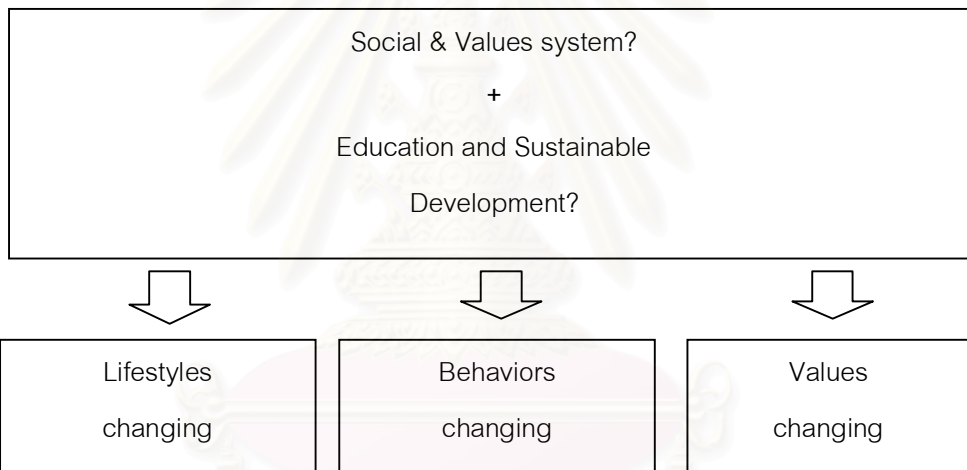 Social & Values system?
+
Education and Sustainable
Development?
Lifestyles
changing
Behaviors
changing
Values
changing